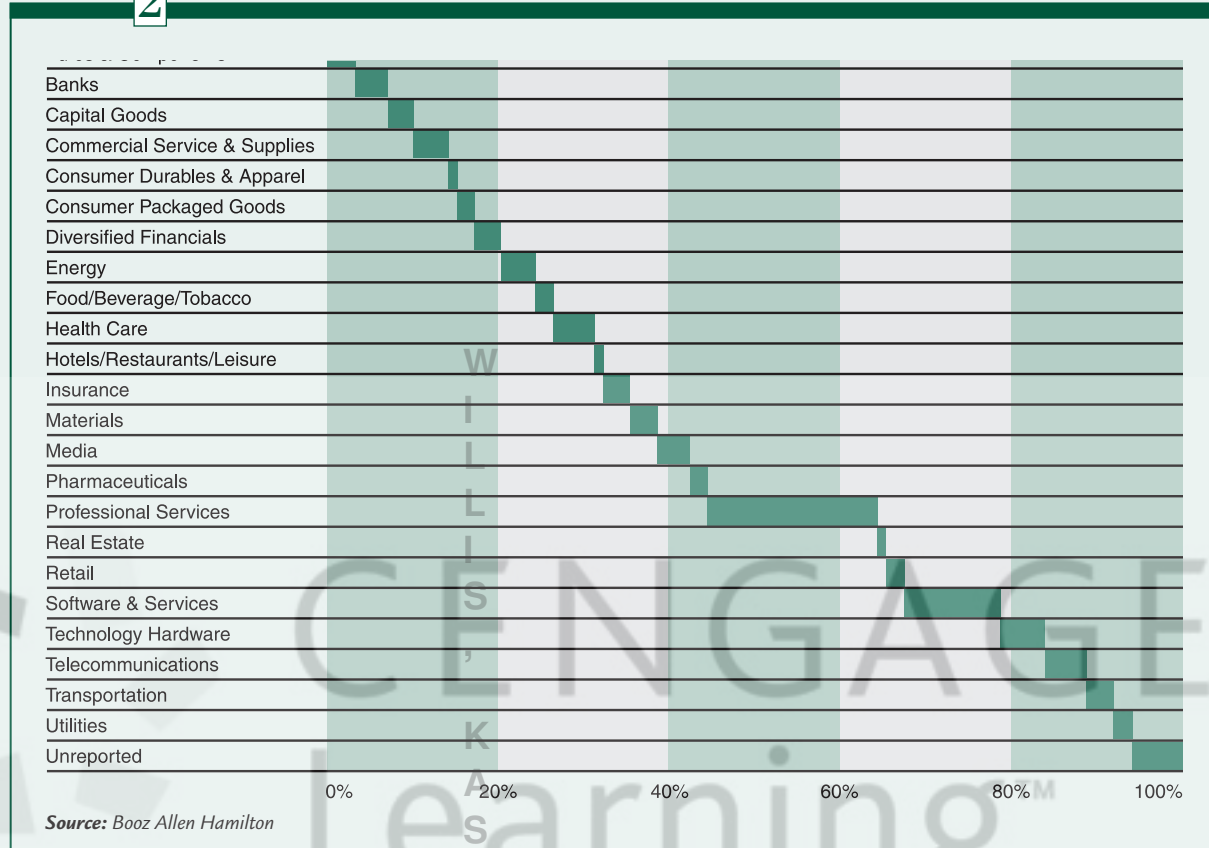 2
Banks
Capital Goods
Commercial Service & Supplies
Consumer Durables & Apparel
Consumer Packaged Goods
Diversified Financials
Energy
Food/Beverage/Tobacco
Health Care
Hotels/Restaurants/Leisure
Insurance
Materials
Media
Pharmaceuticals
Professional Services
Real Estate
Retail
Software & Services
Technology Hardware
Telecommunications
Transportation
Utilities
Unreported
0% 20% 40% 60% 80% 100%
Source: Booz Allen Hamilton
WILLIS, KAS
CENGAGE
Learning™